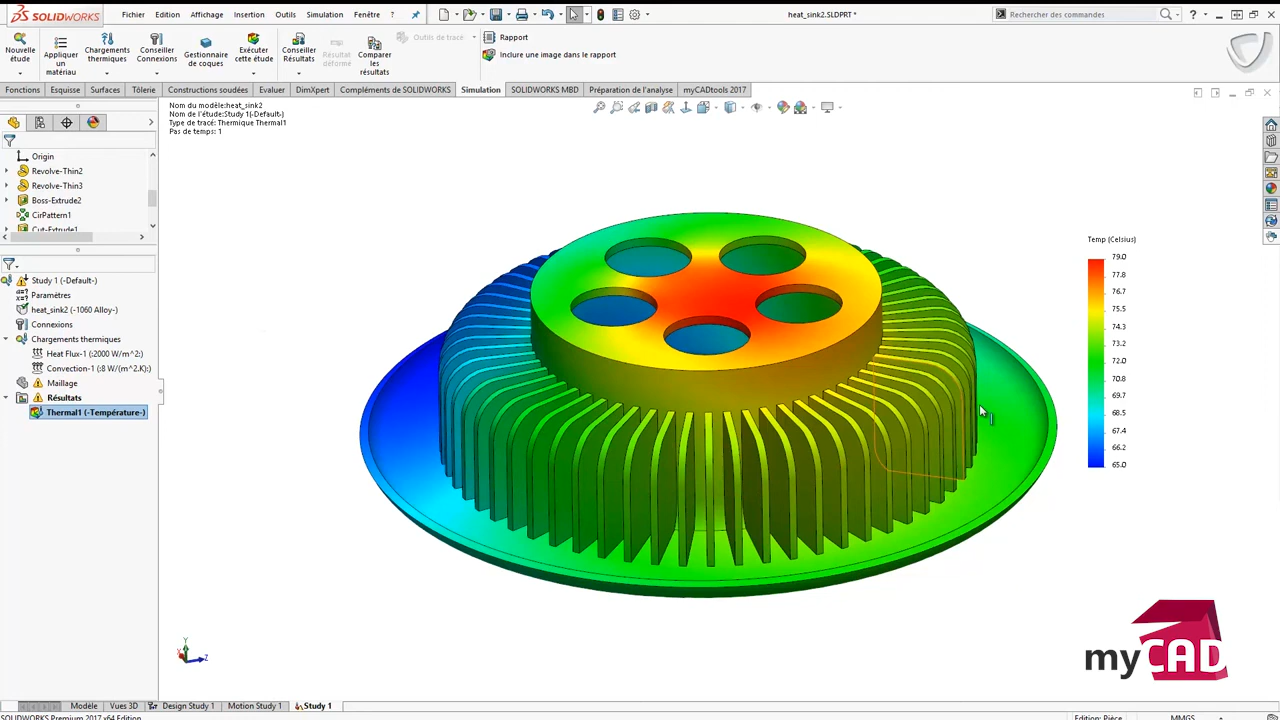 SOLIDWORKS
Fichier Edition Affichage Insertion Outils Simulation Fenêtre ?
heat_sink2.SLDPRT *
Rechercher des commandes
?
Nouvelle étude
Appliquer un matériau
Chargements thermiques
Conseiller Connexions
Gestionnaire de coques
Exécuter cette étude
Conseiller Résultats
Résultat déformé
Comparer les résultats
Outils de tracé
Rapport
Inclure une image dans le rapport
Fonctions Esquisse Surfaces Tôlerie Constructions soudées Evaluer DimXpert Compléments de SOLIDWORKS Simulation SOLIDWORKS MBD Préparation de l'analyse myCADtools 2017
Nom du modèle:heat_sink2
Nom de l'étude:Study 1(-Default-)
Type de tracé: Thermique Thermal1
Pas de temps: 1
Origin
Revolve-Thin2
Revolve-Thin3
Boss-Extrude2
CirPattern1
Cut-Extrude1
Study 1 (-Default-)
Paramètres
heat_sink2 (-1060 Alloy-)
Connexions
Chargements thermiques
Heat Flux-1 (:2000 W/m^2:)
Convection-1 (:8 W/(m^2.K):)
Maillage
Résultats
Thermal1 (-Température-)
Temp (Celsius)
79.0
77.8
76.7
75.5
74.3
73.2
72.0
70.8
69.7
68.5
67.4
66.2
65.0
Y
X
Z
myCAD
Modèle Vues 3D Design Study 1 Motion Study 1 Study 1
SOLIDWORKS Premium 2017 x64 Edition
Edition: Pièce
MMGS